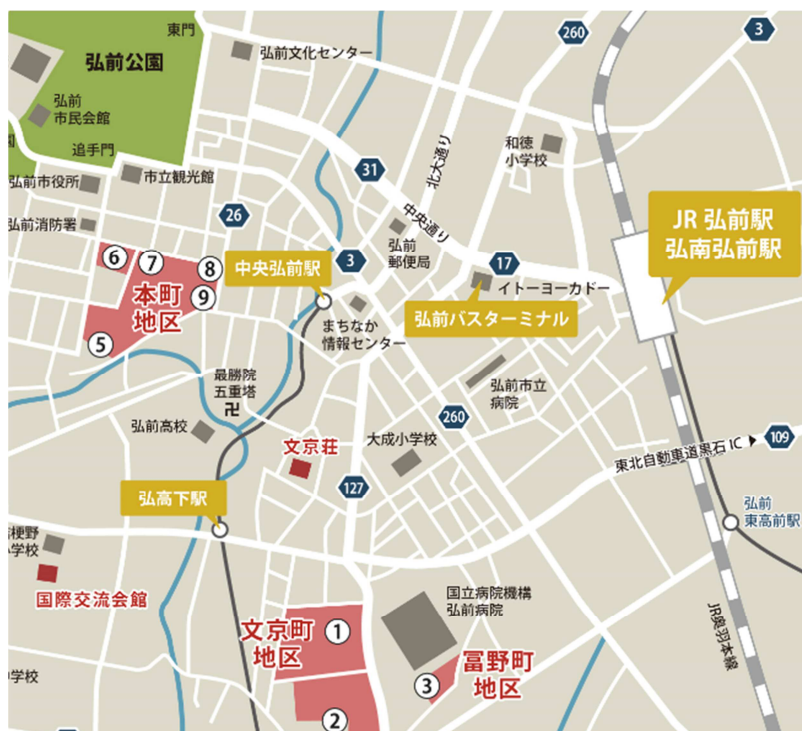 東門
弘前文化センター
260
3
弘前公園
弘前
市民会館
園
追手門
弘前市役所
市立観光館
31
北大通り
和徳
小学校
中央通り
JR 弘前駅
弘南弘前駅
弘前消防署
26
弘前
郵便局
3
17
イトーヨーカドー
中央弘前駅
弘前バスターミナル
⑥
⑦
⑧
⑨
本町
地区
⑤
まちなか
情報センター
最勝院
五重塔
卍
弘前高校
弘前市立
病院
260
大成小学校
文京荘
127
東北自動車道黒石 IC ▶
109
弘高下駅
弘前
東高前駅
梗野
小学校
国際交流会館
国立病院機構
弘前病院
文京町
地区
①
②
冨野町
地区
③
JR奥羽本線
中学校